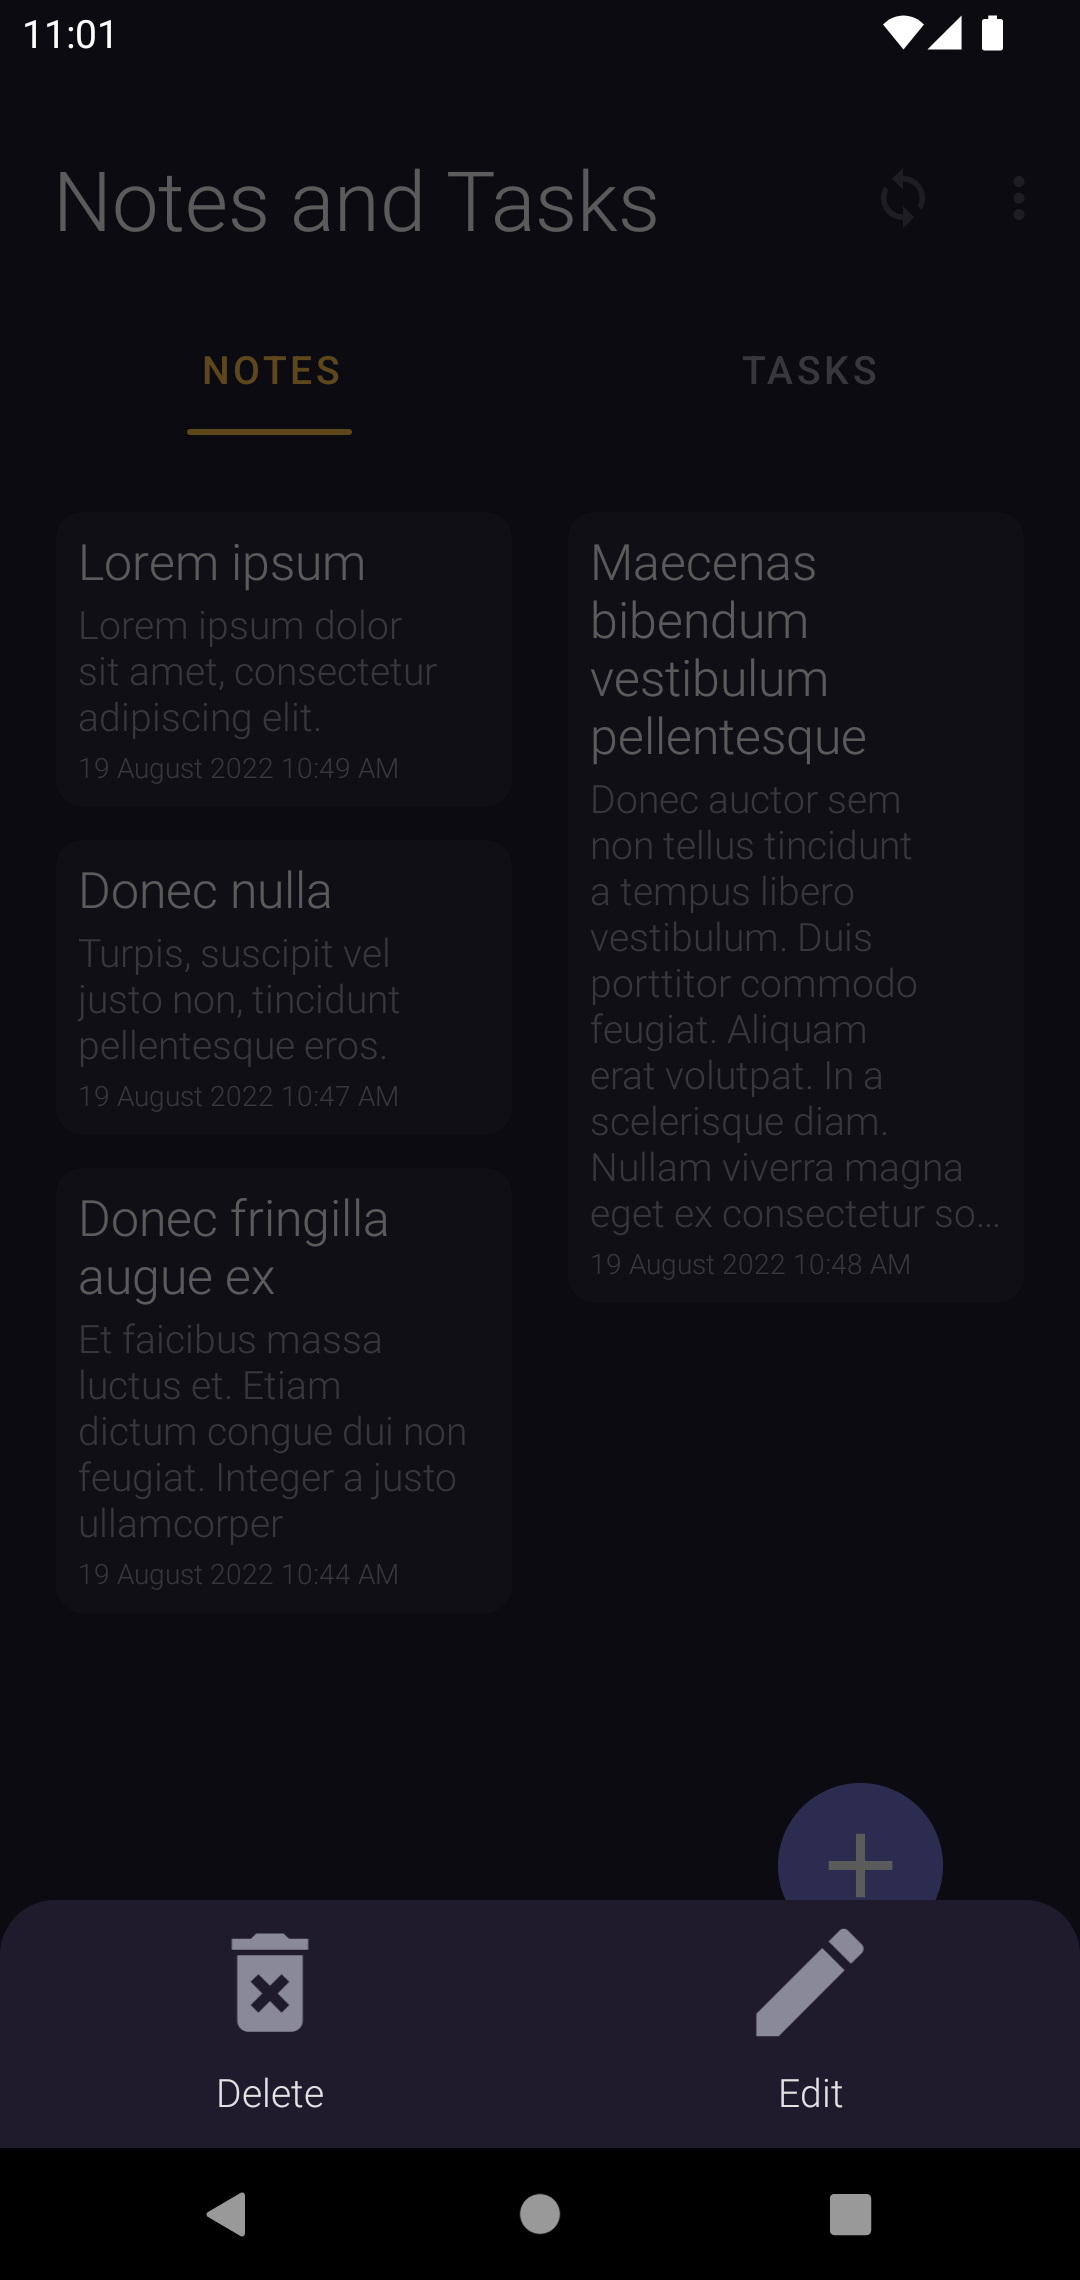 11:01
Notes and Tasks
NOTES
TASKS
Lorem ipsum
Lorem ipsum dolor
sit amet, consectetur
adipiscing elit.
19 August 2022 10:49 AM
Donec nulla
Turpis, suscipit vel
justo non, tincidunt
pellentesque eros.
19 August 2022 10:47 AM
Donec fringilla
augue ex
Et faicibus massa
luctus et. Etiam
dictum congue dui non
feugiat. Integer a justo
ullamcorper
19 August 2022 10:44 AM
Maecenas
bibendum
vestibulum
pellentesque
Donec auctor sem
non tellus tincidunt
a tempus libero
vestibulum. Duis
porttitor commodo
feugiat. Aliquam
erat volutpat. In a
scelerisque diam.
Nullam viverra magna
eget ex consectetur so...
19 August 2022 10:48 AM
Delete
Edit